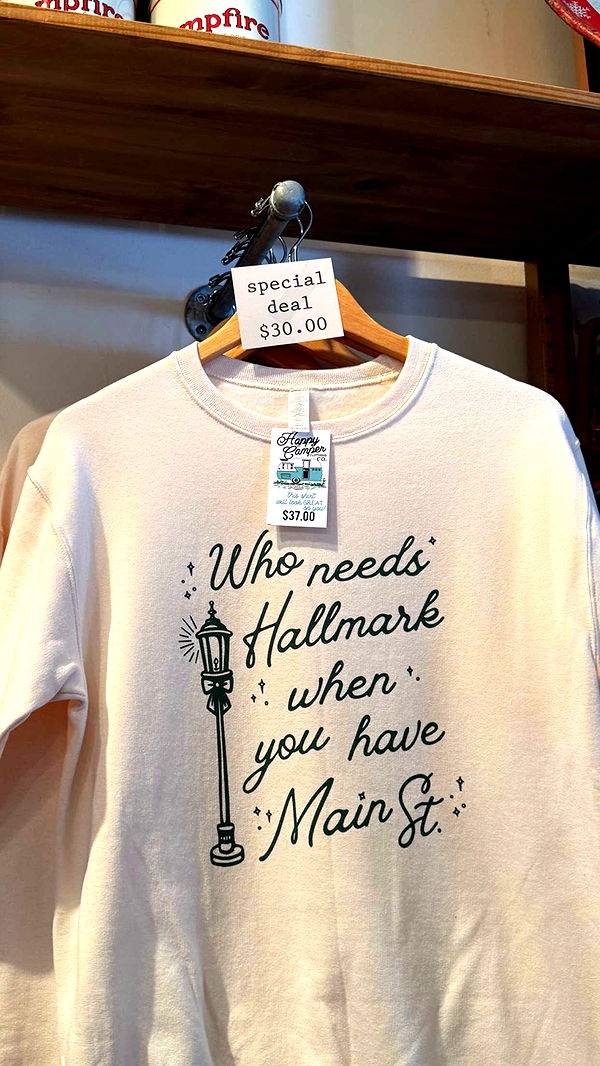 mpfire
mpfire
special
deal
$30.00
Happy
Camper
CO.
this shirt
will look GREAT
on you!
$37.00
Who needs
Hallmark
when
you have
Main St.